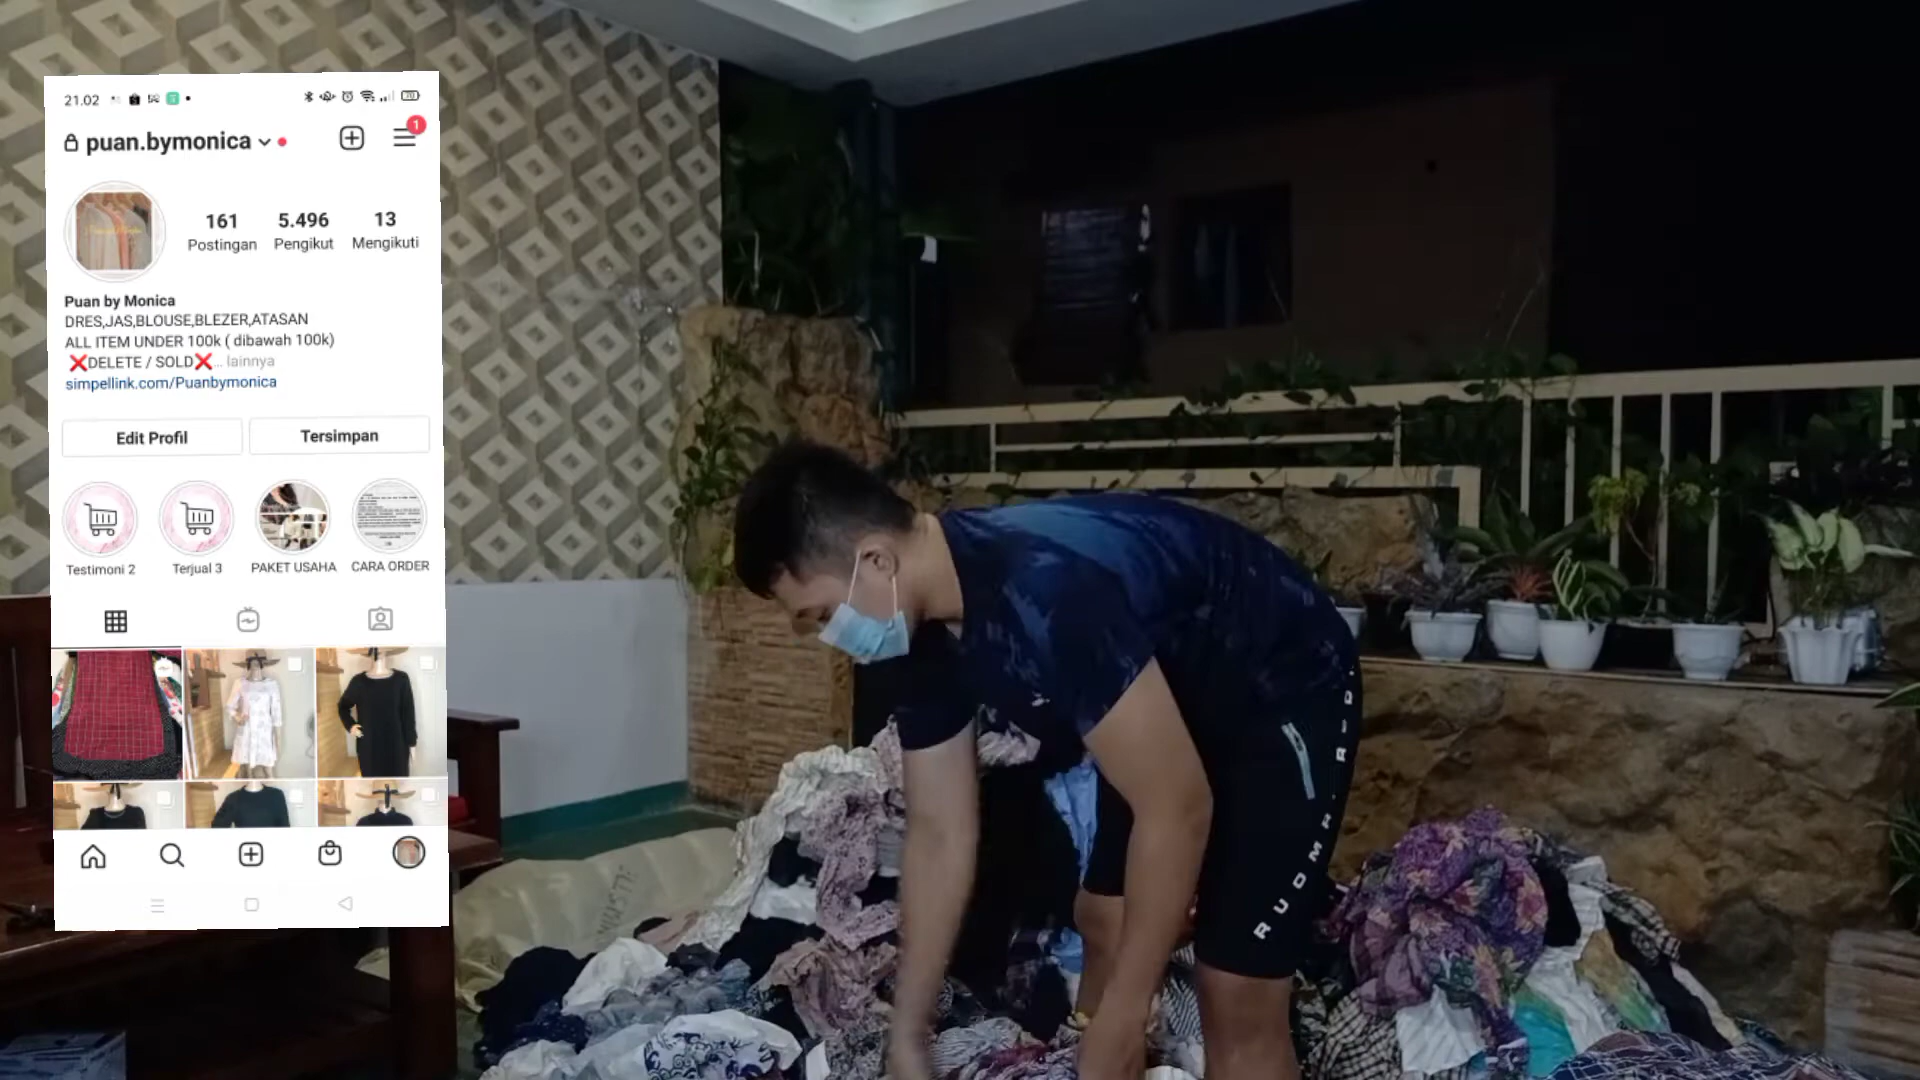 21.02
70
puan.bymonica
1
161
5.496
13
Postingan
Pengikut
Mengikuti
Puan by Monica
DRES,JAS,BLOUSE,BLEZER,ATASAN
ALL ITEM UNDER 100k ( dibawah 100k)
❌DELETE / SOLD❌... lainnya
simpellink.com/Puanbymonica
Edit Profil
Tersimpan
Testimoni 2
Terjual 3
PAKET USAHA
CARA ORDER